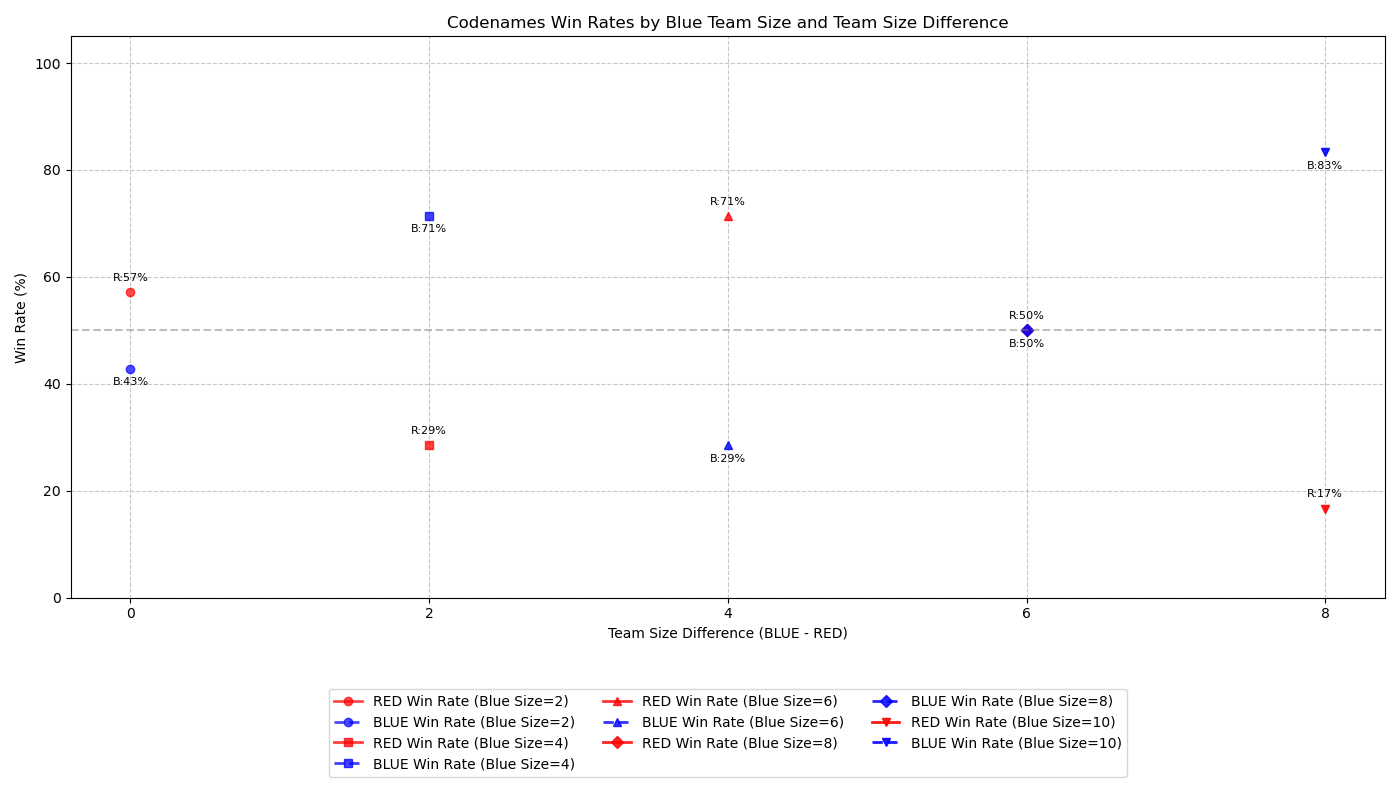 Codenames Win Rates by Blue Team Size and Team Size Difference
Win Rate (%)
100
80
60
40
20
0
R:57%
B:43%
B:71%
R:29%
R:71%
B:29%
R:50%
B:50%
B:83%
R:17%
0 2 4 6 8
Team Size Difference (BLUE - RED)
RED Win Rate (Blue Size=2)
BLUE Win Rate (Blue Size=2)
RED Win Rate (Blue Size=4)
BLUE Win Rate (Blue Size=4)
RED Win Rate (Blue Size=6)
BLUE Win Rate (Blue Size=6)
RED Win Rate (Blue Size=8)
BLUE Win Rate (Blue Size=8)
RED Win Rate (Blue Size=10)
BLUE Win Rate (Blue Size=10)